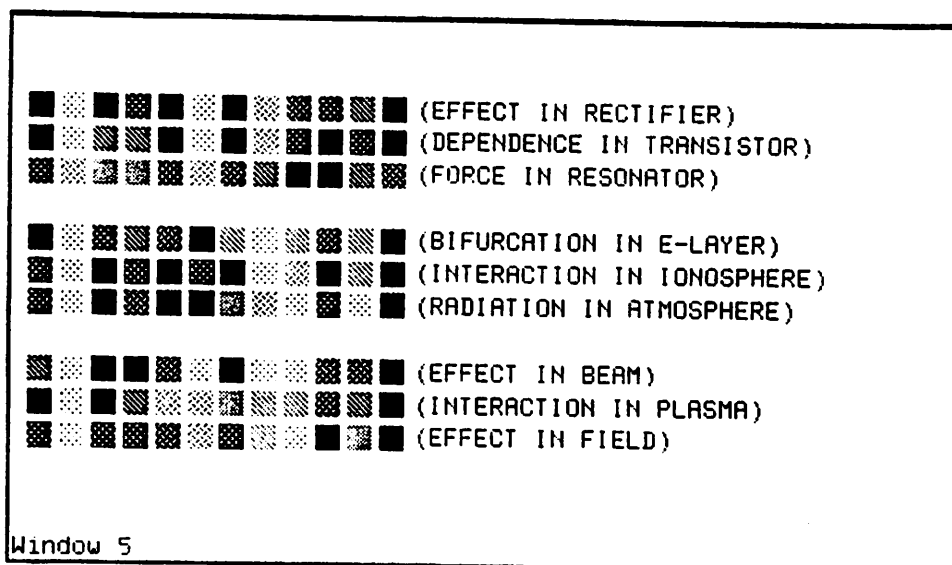 (EFFECT IN RECTIFIER)
(DEPENDENCE IN TRANSISTOR)
(FORCE IN RESONATOR)
(BIFURCATION IN E-LAYER)
(INTERACTION IN IONOSPHERE)
(RADIATION IN ATMOSPHERE)
(EFFECT IN BEAM)
(INTERACTION IN PLASMA)
(EFFECT IN FIELD)
Window 5